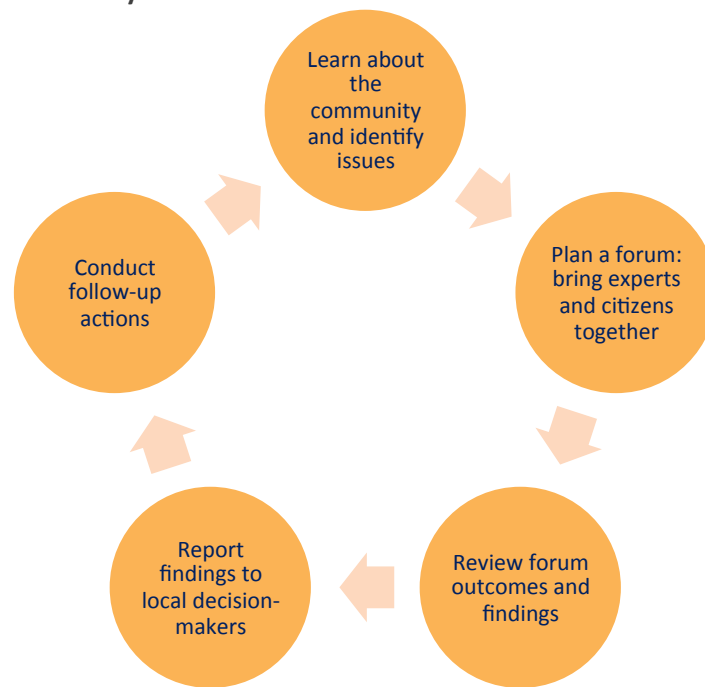 Learn about
the
community
and identify
issues
Plan a forum:
bring experts
and citizens
together
Review forum
outcomes and
findings
Report
findings to
local decision-
makers
Conduct
follow-up
actions